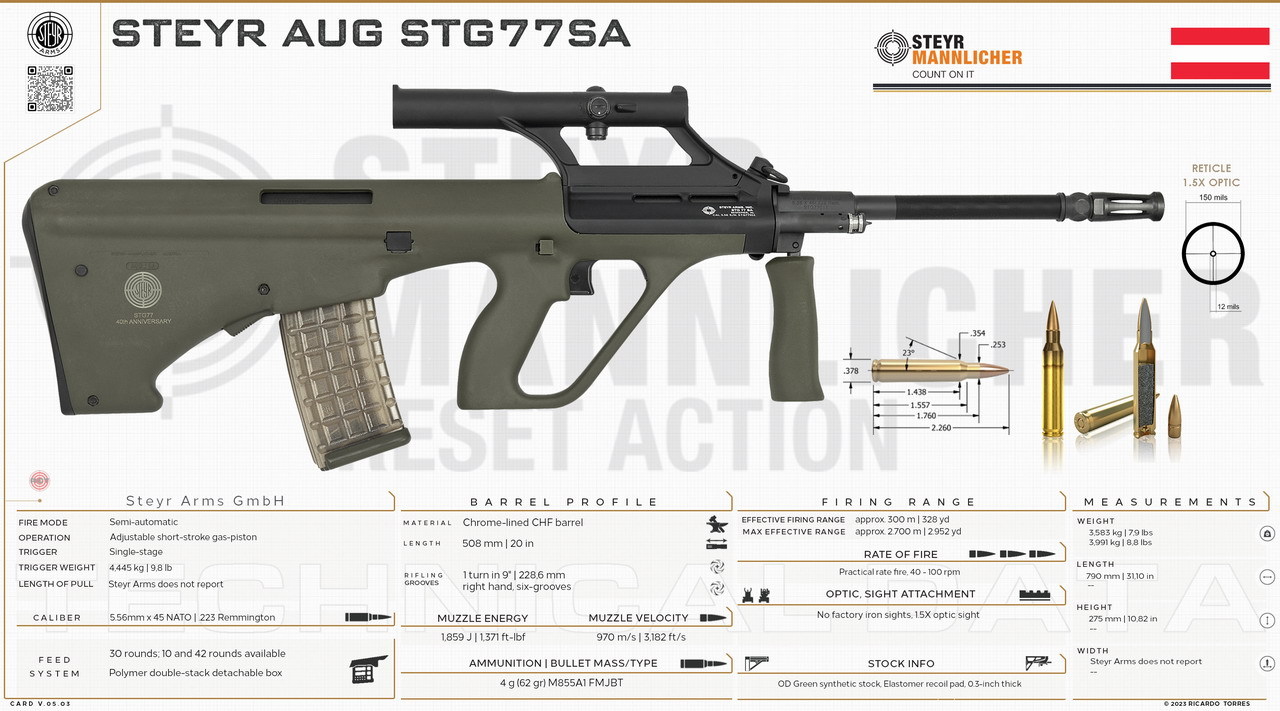 STEYR AUG STG77SA
STEYR
ARMS
STEYR
MANNLICHER
COUNT ON IT
STEYR
MANNLICHER
RESET ACTION
RETICLE
1.5X OPTIC
150 mils
12 mils
STG77
40th ANNIVERSARY
.354
.253
23°
.378
1.438
1.557
1.760
2.260
Steyr Arms GmbH
FIRE MODE Semi-automatic
OPERATION Adjustable short-stroke gas-piston
TRIGGER Single-stage
TRIGGER WEIGHT 4,445 kg | 9,8 lb
LENGTH OF PULL Steyr Arms does not report
CALIBER 5.56mm x 45 NATO | 223 Remmington
FEED
SYSTEM
30 rounds; 10 and 42 rounds available
Polymer double-stack detachable box
BARREL PROFILE
MATERIAL Chrome-lined CHF barrel
LENGTH 508 mm | 20 in
RIFLING
GROOVES
1 turn in 9" | 228,6 mm
right hand, six-grooves
MUZZLE ENERGY MUZZLE VELOCITY
1,859 J | 1,371 ft-lbf 970 m/s | 3,182 ft/s
AMMUNITION | BULLET MASS/TYPE
4 g (62 gr) M855A1 FMJBT
FIRING RANGE
EFFECTIVE FIRING RANGE approx. 300 m | 328 yd
MAX EFFECTIVE RANGE approx. 2.700 m | 2.952 yd
RATE OF FIRE
Practical rate fire, 40 - 100 rpm
OPTIC, SIGHT ATTACHMENT
No factory iron sights, 1.5X optic sight
STOCK INFO
OD Green synthetic stock, Elastomer recoil pad, 0.3-inch thick
MEASUREMENTS
WEIGHT
3,583 kg | 7,9 lbs
3,991 kg | 8,8 lbs
LENGTH
790 mm | 31,10 in
--
HEIGHT
275 mm | 10,82 in
--
WIDTH
Steyr Arms does not report
--
TECHNICAL DATA
CARD V.05.03
© 2023 RICARDO TORRES